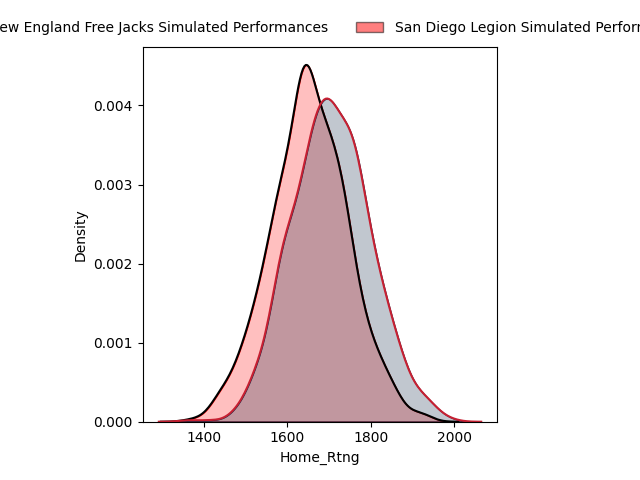 ew England Free Jacks Simulated Performances San Diego Legion Simulated Perfor
0.004
0.003
0.002
0.001
0.000
Density
1400 1600 1800 2000
Home_Rtng